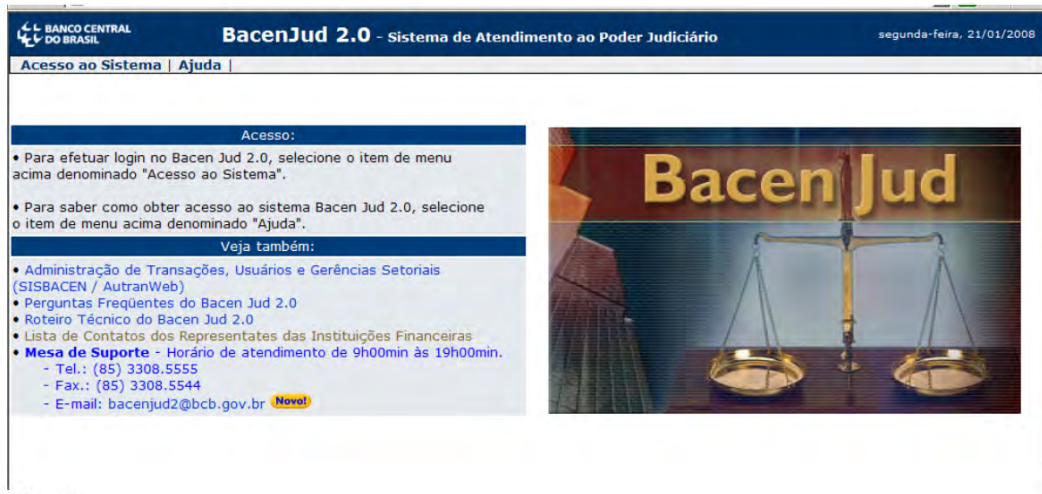 BANCO CENTRAL
DO BRASIL
BacenJud 2.0 - Sistema de Atendimento ao Poder Judiciário
segunda-feira, 21/01/2008
Acesso ao Sistema | Ajuda |
Acesso:
• Para efetuar login no Bacen Jud 2.0, selecione o item de menu
acima denominado "Acesso ao Sistema".
• Para saber como obter acesso ao sistema Bacen Jud 2.0, selecione
o item de menu acima denominado "Ajuda".
Veja também:
• Administração de Transações, Usuários e Gerências Setoriais
(SISBACEN / AutranWeb)
• Perguntas Freqüentes do Bacen Jud 2.0
• Roteiro Técnico do Bacen Jud 2.0
• Lista de Contatos dos Representates das Instituições Financeiras
• Mesa de Suporte - Horário de atendimento de 9h00min às 19h00min.
- Tel.: (85) 3308.5555
- Fax.: (85) 3308.5544
- E-mail: bacenjud2@bcb.gov.br Novo!
Bacen Jud